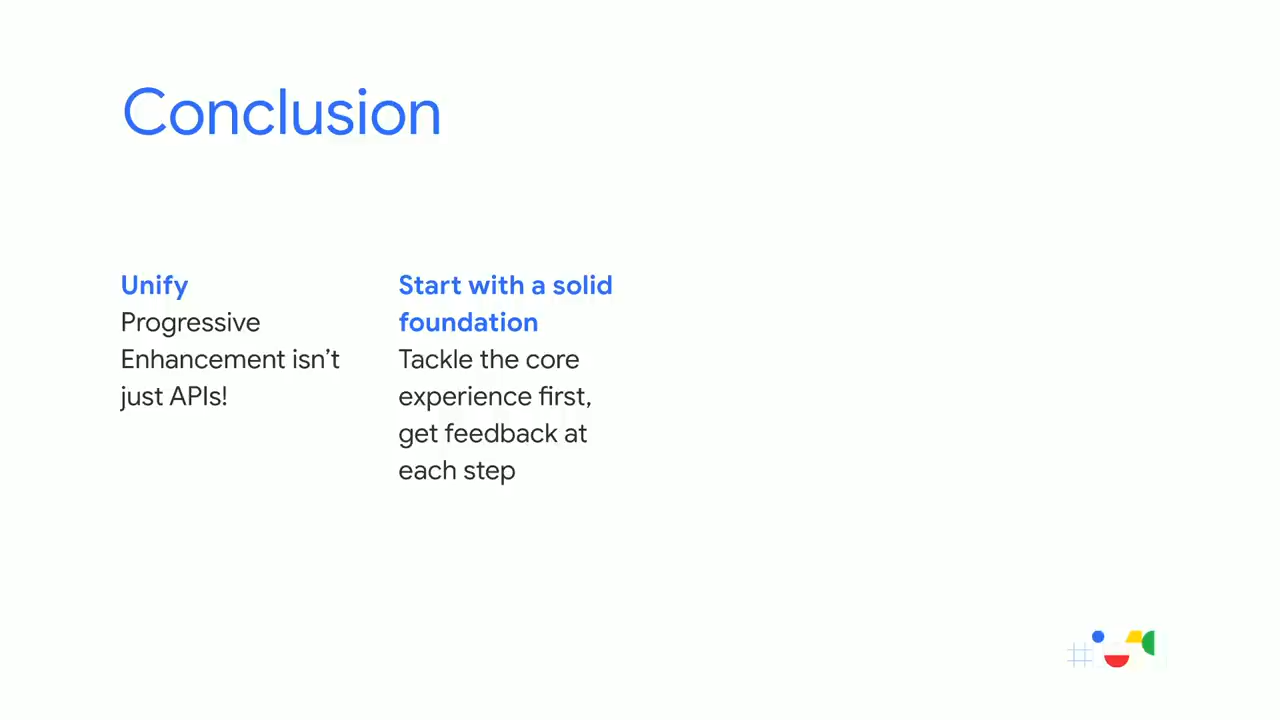 Conclusion
Unify
Progressive
Enhancement isn’t
just APIs!
Start with a solid
foundation
Tackle the core
experience first,
get feedback at
each step